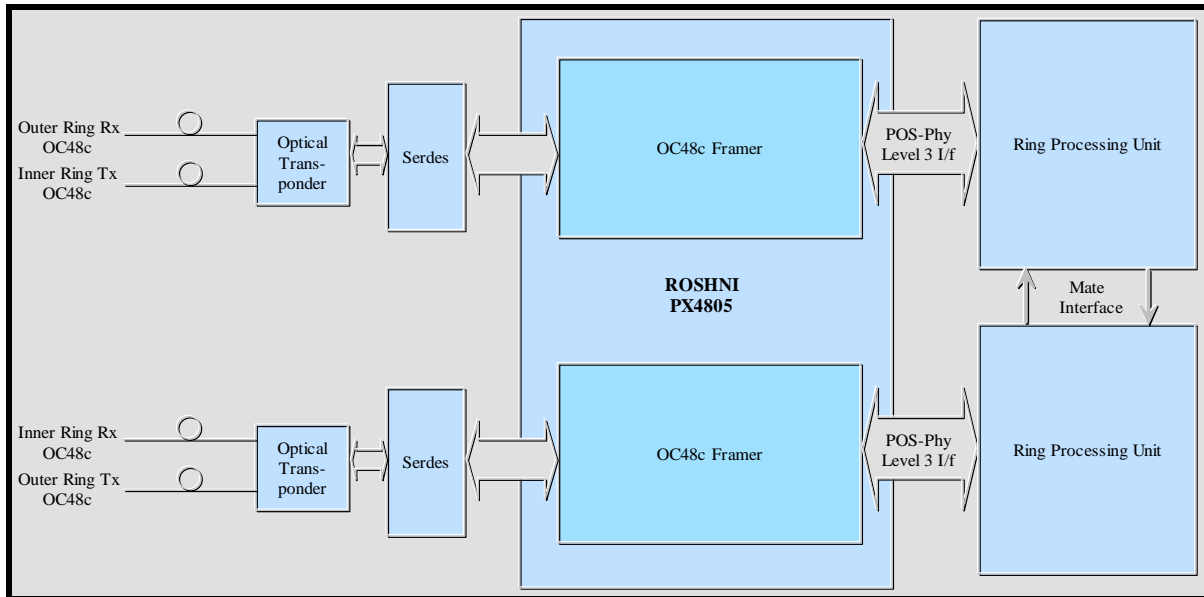 Outer Ring Rx
OC48c
Inner Ring Tx
OC48c
Optical
Trans-
ponder
Serdes
OC48c Framer
POS-Phy
Level 3 I/f
Ring Processing Unit
ROSHNI
PX4805
Mate
Interface
Inner Ring Rx
OC48c
Outer Ring Tx
OC48c
Optical
Trans-
ponder
Serdes
OC48c Framer
POS-Phy
Level 3 I/f
Ring Processing Unit